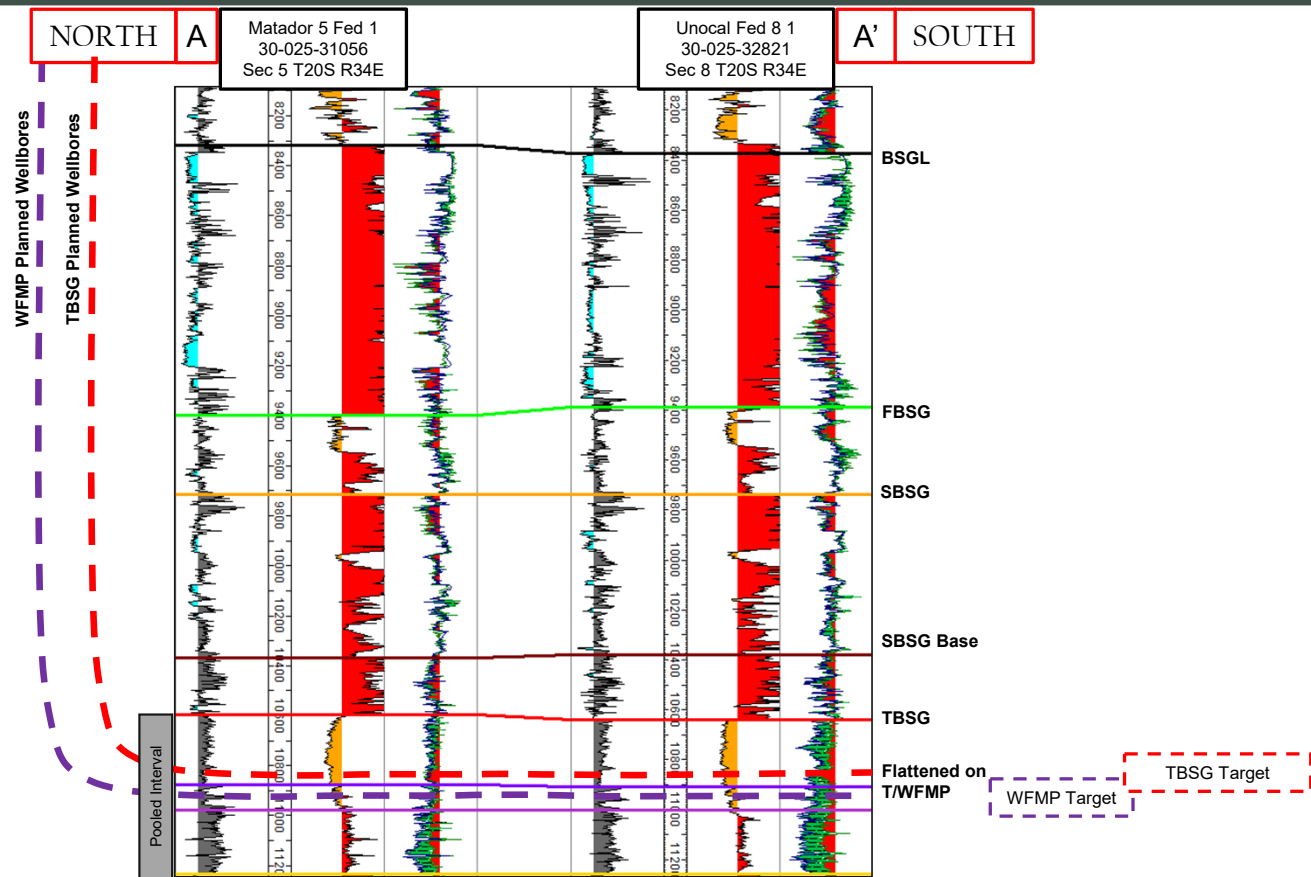 NORTH
A
Matador 5 Fed 1
30-025-31056
Sec 5 T20S R34E
Unocal Fed 8 1
30-025-32821
Sec 8 T20S R34E
A'
SOUTH
WFMP Planned Wellbores
TBSG Planned Wellbores
8200
8400
8600
8800
9000
9200
9400
9600
9800
10000
10200
10400
10600
10800
11000
8200
8400
8600
8800
9000
9200
9400
9600
9800
10000
10200
10400
10600
10800
11000
BSGL
FBSG
SBSG
SBSG Base
TBSG
Flattened on
T/WFMP
Pooled Interval
TBSG Target
WFMP Target